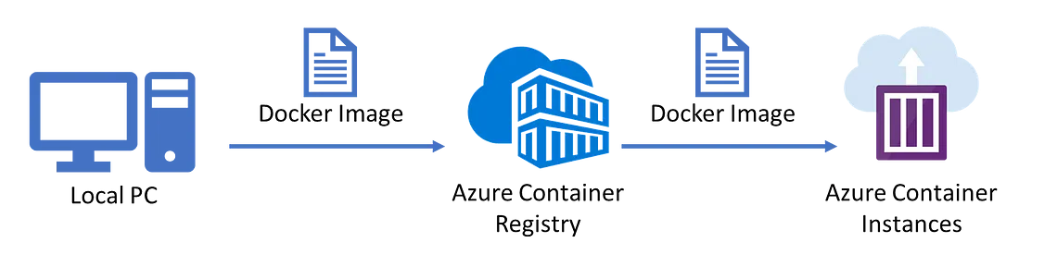 Docker Image
Docker Image
Local PC
Azure Container
Registry
Azure Container
Instances